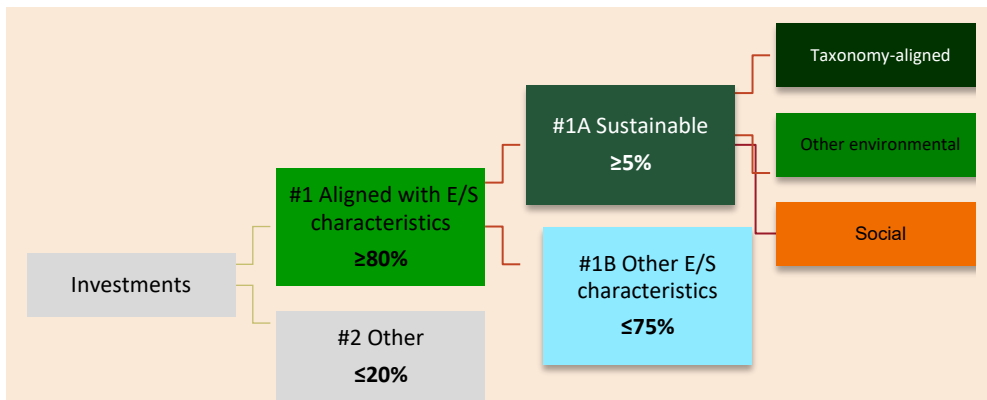 Taxonomy-aligned
#1A Sustainable
≥5%
Other environmental
#1 Aligned with E/S
characteristics
≥80%
Social
Investments
#1B Other E/S
characteristics
≤75%
#2 Other
≤20%